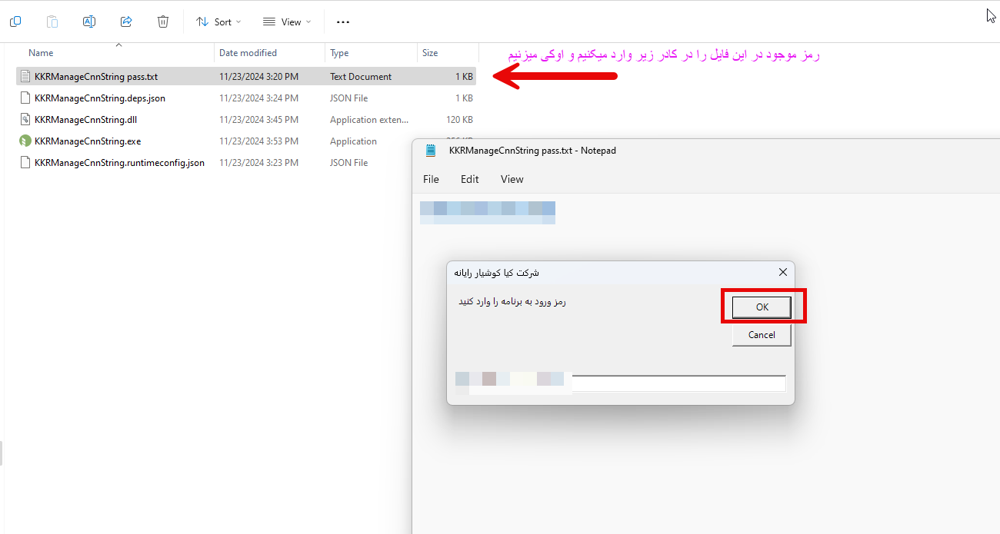 Sort
View
Name
Date modified
Type
Size
رمز موجود در این فایل را در کادر زیر وارد میکنیم و اوکی میزنیم
KKRManageCnnString pass.txt 11/23/2024 3:20 PM Text Document 1 KB
KKRManageCnnString.deps.json 11/23/2024 3:24 PM JSON File 1 KB
KKRManageCnnString.dll 11/23/2024 3:45 PM Application exten... 120 KB
KKRManageCnnString.exe 11/23/2024 3:53 PM Application
KKRManageCnnString.runtimeconfig.json 11/23/2024 3:23 PM JSON File
KKRManageCnnString pass.txt - Notepad
File Edit View
شرکت کیا کوشیار رایانه
رمز ورود به برنامه را وارد کنید
OK
Cancel